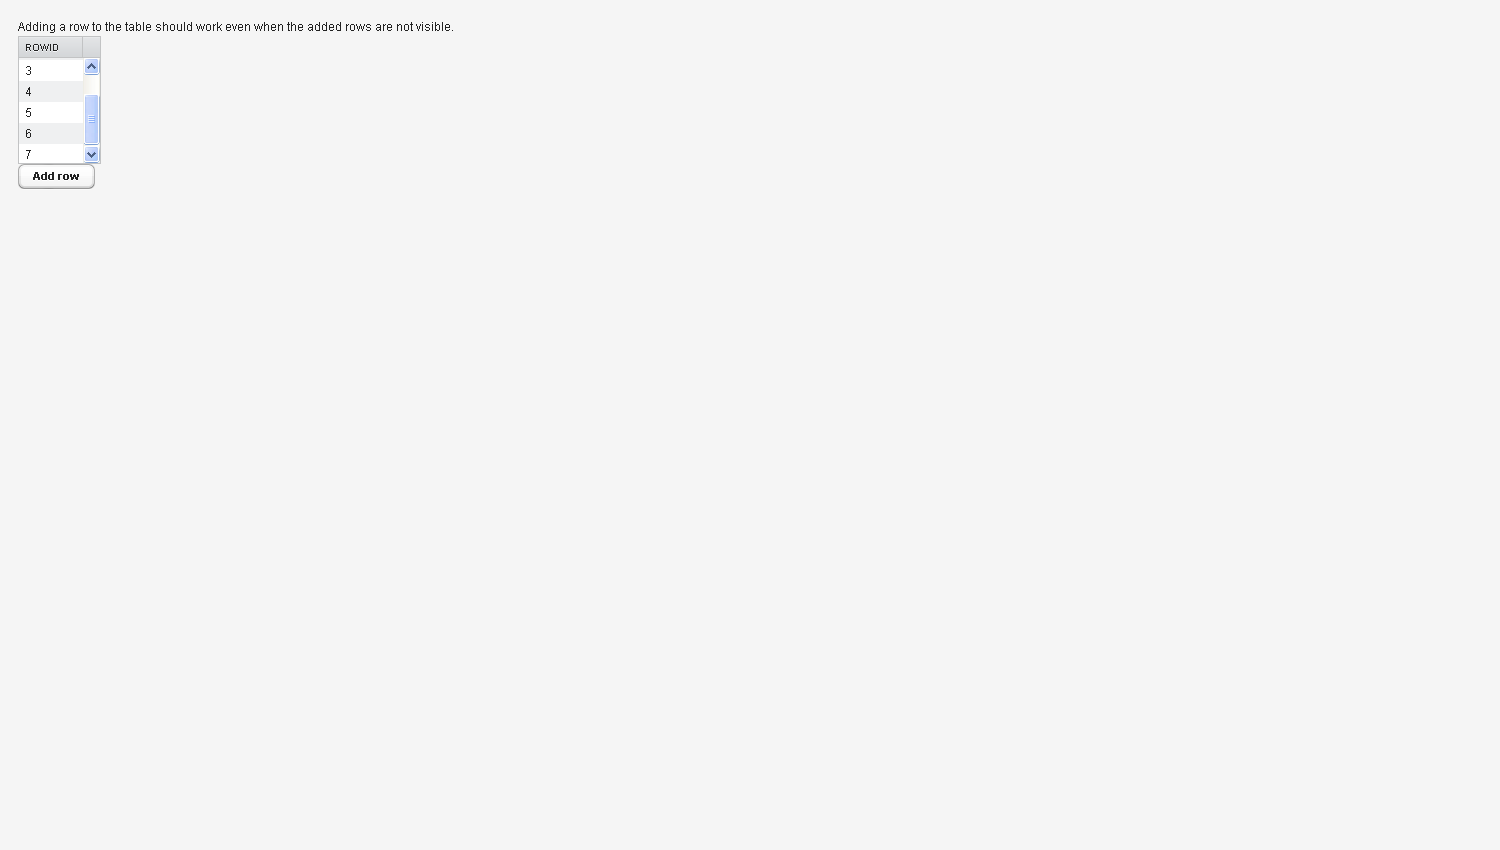 Adding a row to the table should work even when the added rows are not visible.
ROWID
3
4
5
6
7
Add row